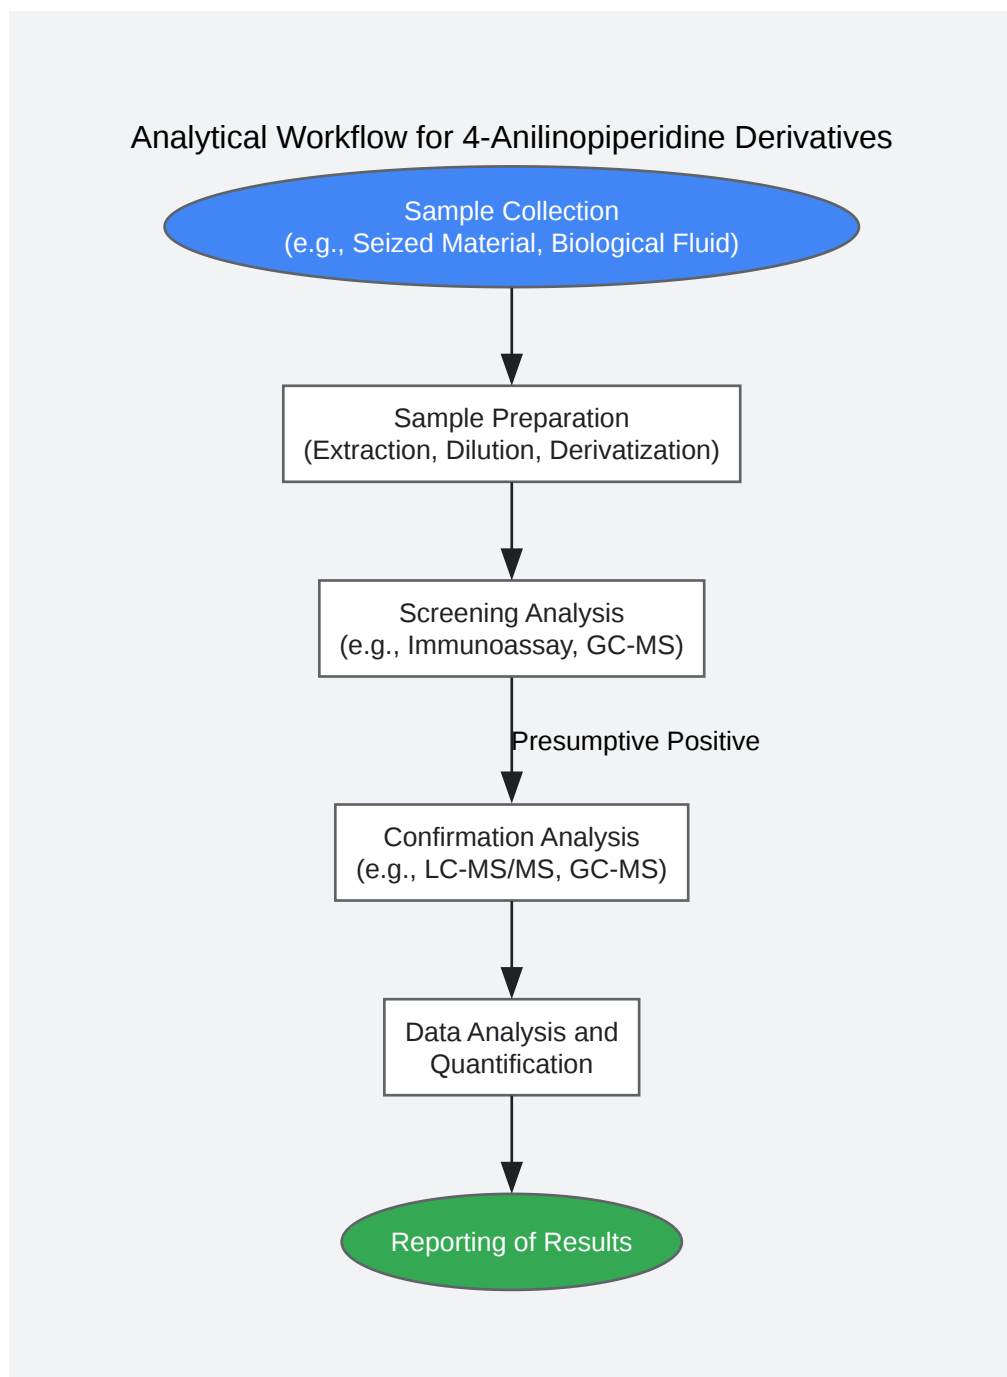 Analytical Workflow for 4-Anilinopiperidine Derivatives
Sample Collection
(e.g., Seized Material, Biological Fluid)
Sample Preparation
(Extraction, Dilution, Derivatization)
Screening Analysis
(e.g., Immunoassay, GC-MS)
Presumptive Positive
Confirmation Analysis
(e.g., LC-MS/MS, GC-MS)
Data Analysis and
Quantification
Reporting of Results